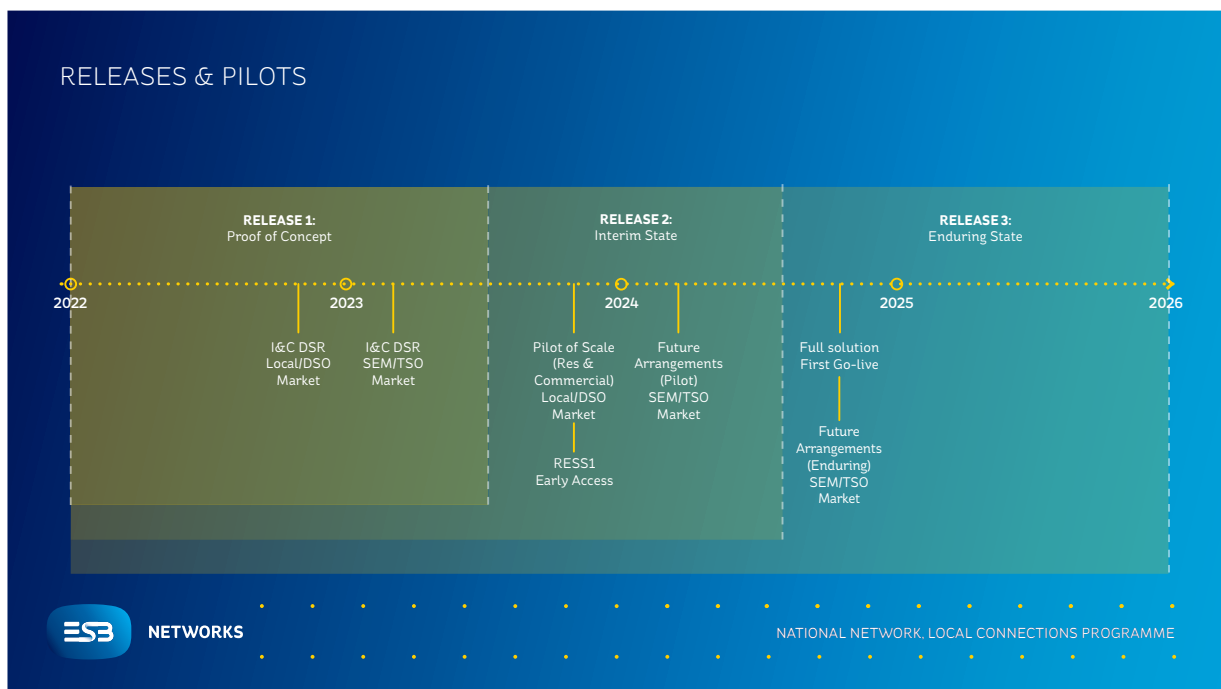 RELEASES & PILOTS
RELEASE 1:
Proof of Concept
RELEASE 2:
Interim State
RELEASE 3:
Enduring State
2022
2023
2024
2025
2026
I&C DSR
Local/DSO
Market
I&C DSR
SEM/TSO
Market
Pilot of Scale
(Res &
Commercial)
Local/DSO
Market
RESS1
Early Access
Future
Arrangements
(Pilot)
SEM/TSO
Market
Full solution
First Go-live
Future
Arrangements
(Enduring)
SEM/TSO
Market
ESB NETWORKS
NATIONAL NETWORK, LOCAL CONNECTIONS PROGRAMME